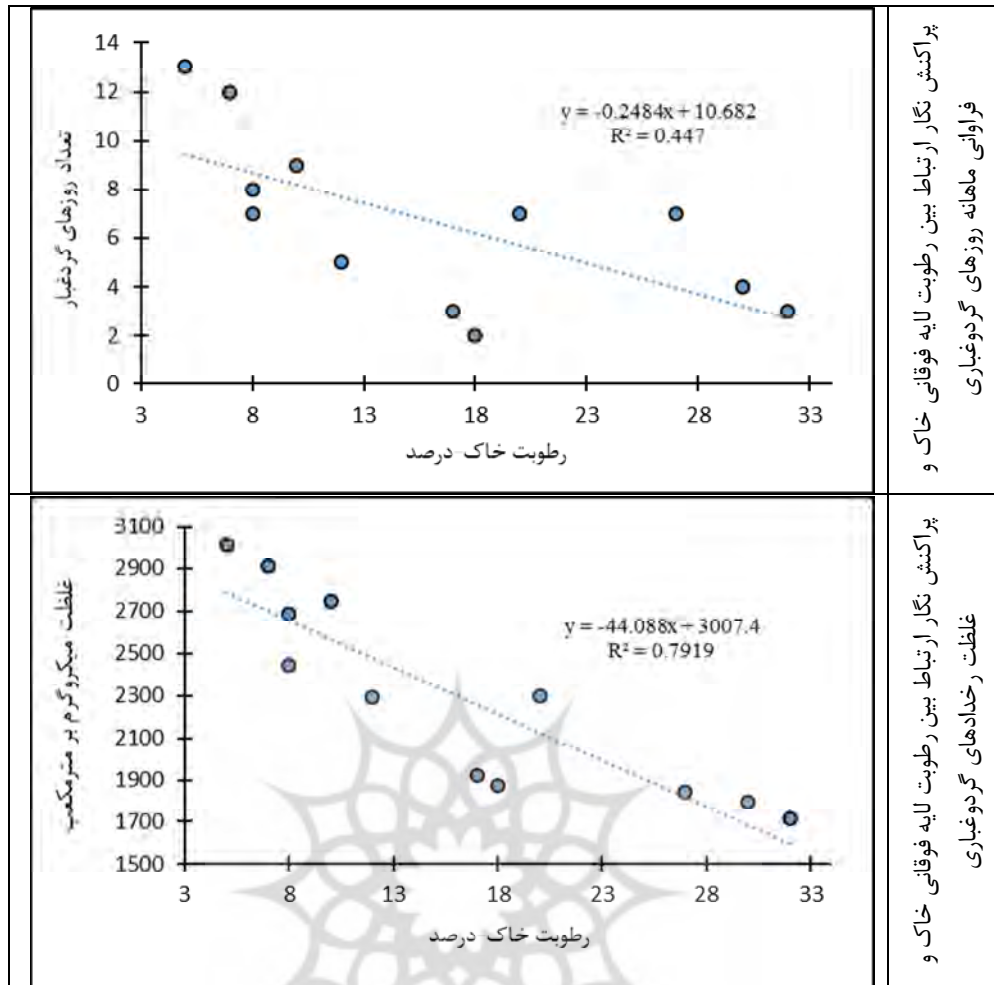 پراکنش نگار ارتباط بین رطوبت لایه فوقانی خاک و
فراوانی ماهانه روزهای گردوغباری
تعداد روزهای گردغبار
14
12
10
8
6
4
2
0
y = -0.2484x + 10.682
R² = 0.447
3 8 13 18 23 28 33
رطوبت خاک-درصد
پراکنش نگار ارتباط بین رطوبت لایه فوقانی خاک و
غلظت رخدادهای گردوغباری
غلظت میکروگرم بر مترمکعب
3100
2900
2700
2500
2300
2100
1900
1700
1500
y = -44.088x + 3007.4
R² = 0.7919
3 8 13 18 23 28 33
رطوبت خاک-درصد